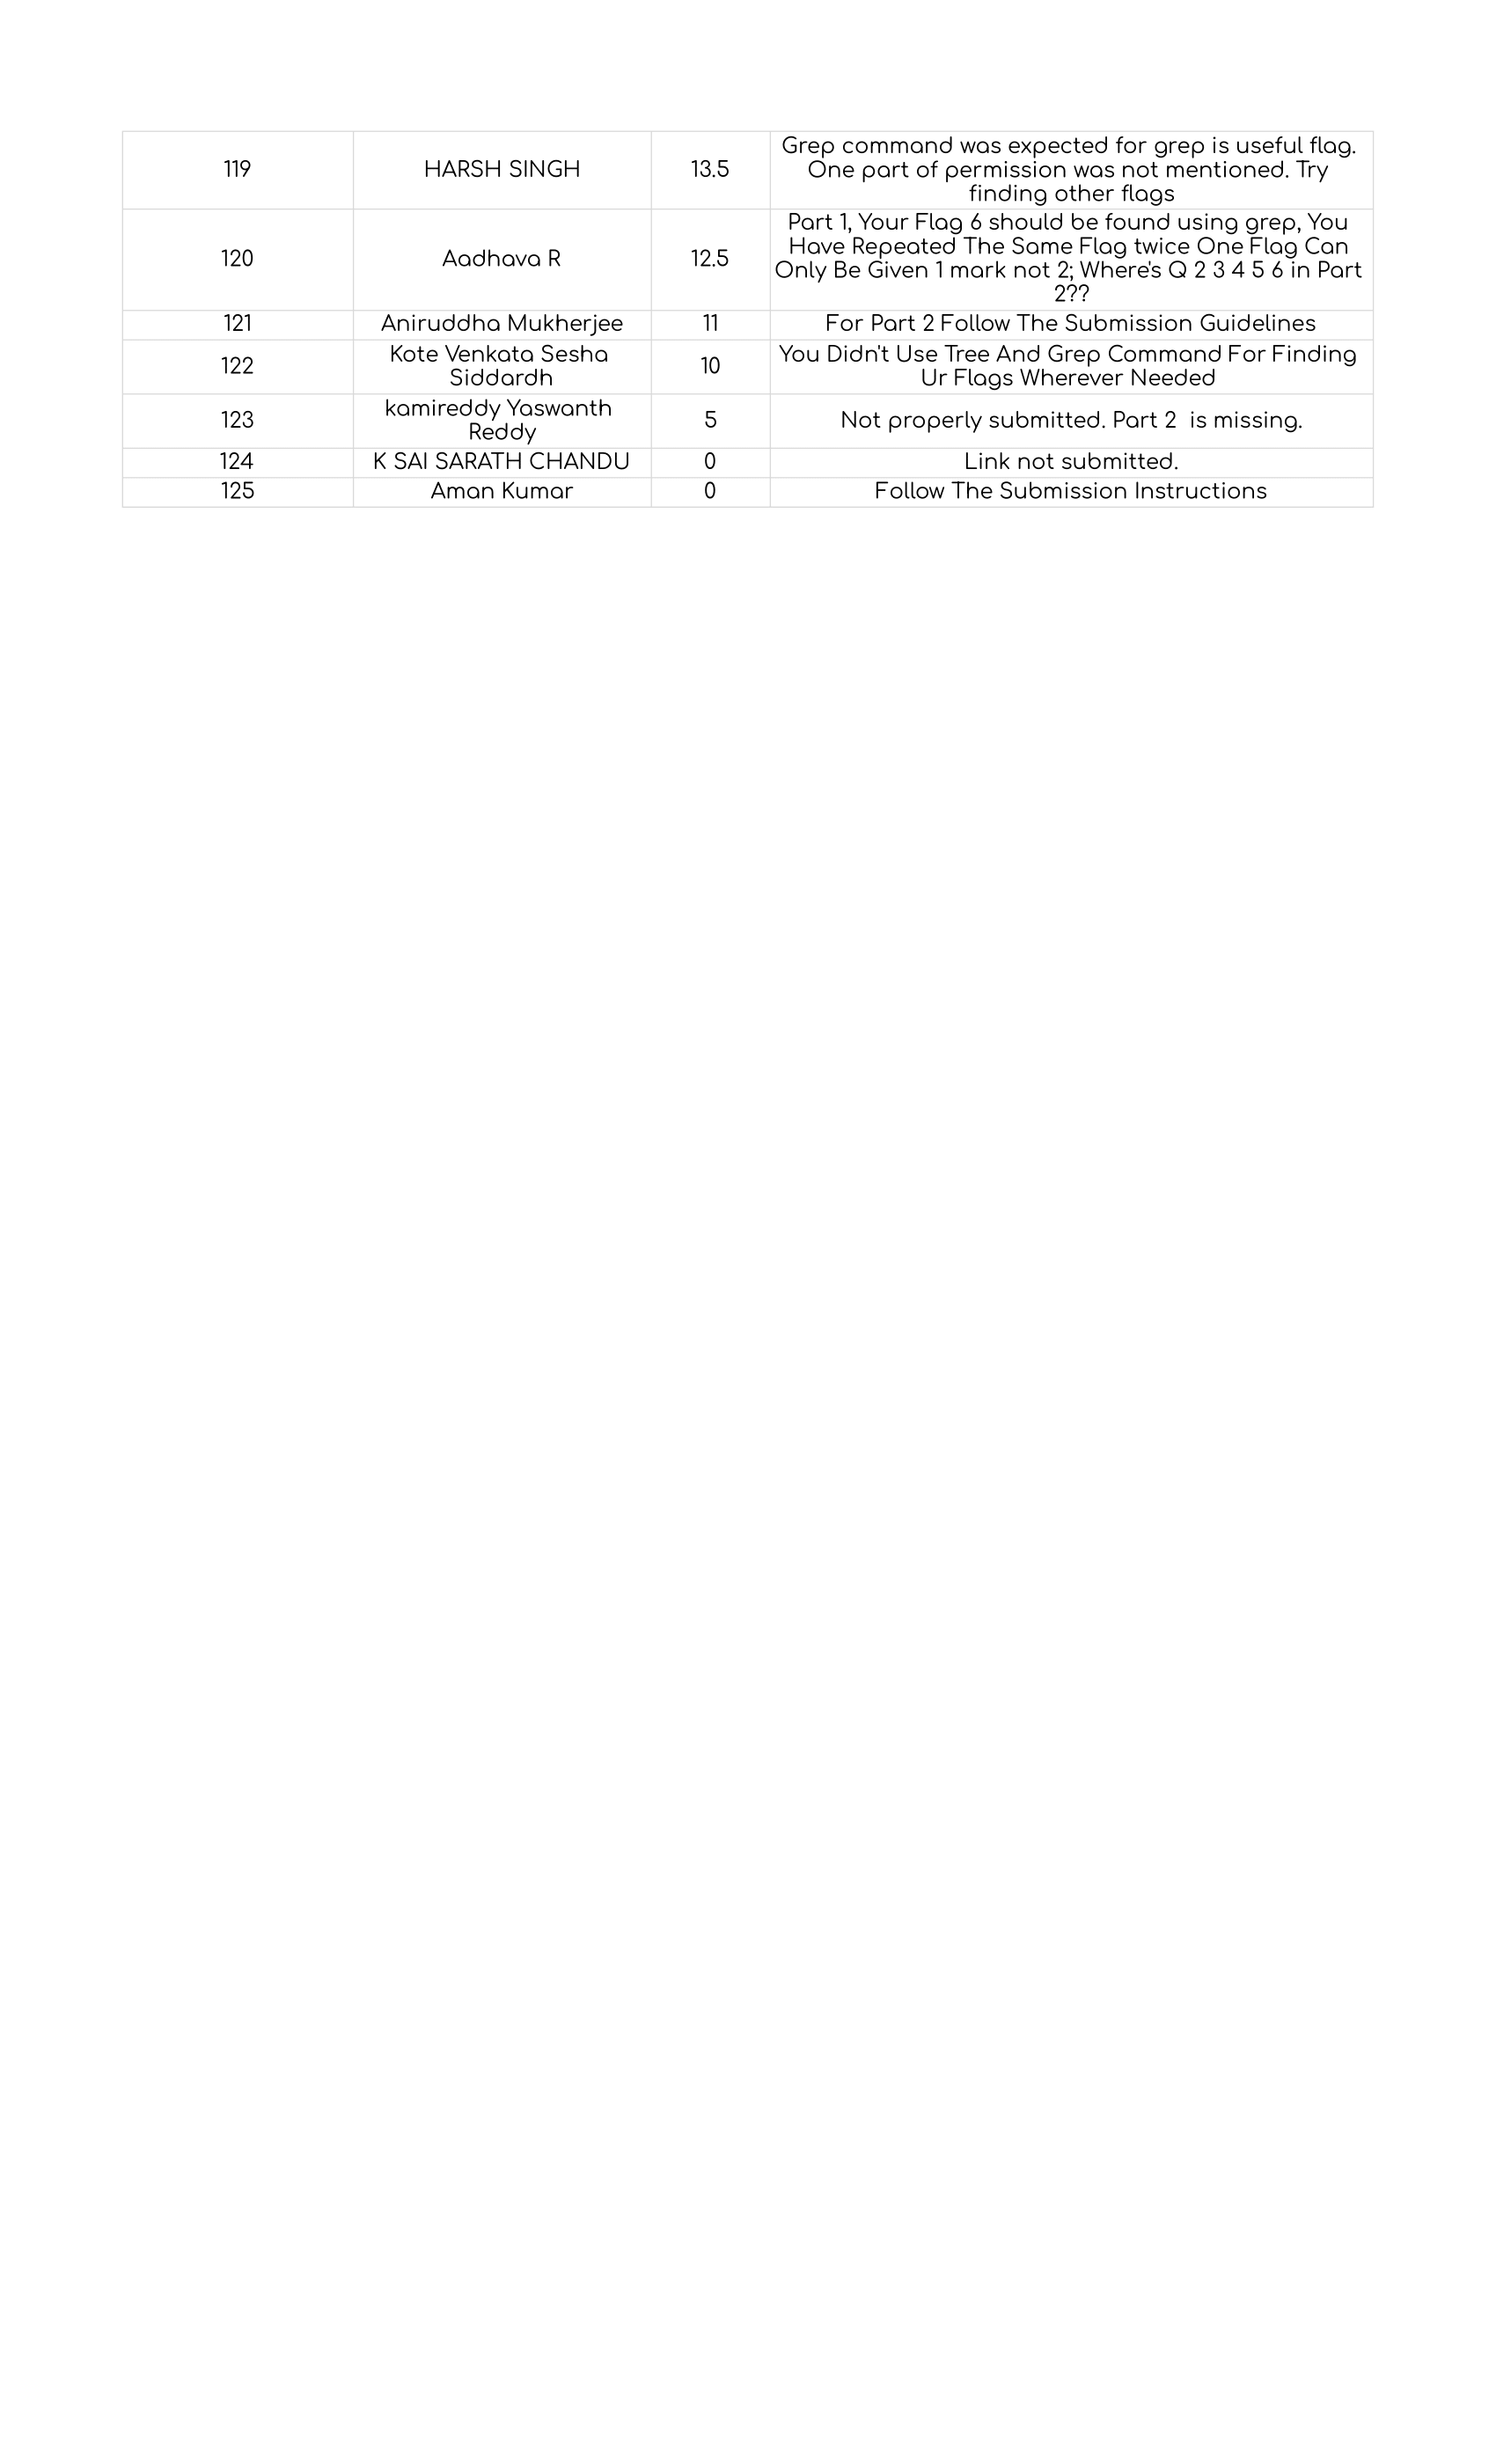 119 HARSH SINGH 13.5 Grep command was expected for grep is useful flag.
One part of permission was not mentioned. Try
finding other flags
120 Aadhava R 12.5 Part 1, Your Flag 6 should be found using grep, You
Have Repeated The Same Flag twice One Flag Can
Only Be Given 1 mark not 2; Where's Q 2 3 4 5 6 in Part
2??
121 Aniruddha Mukherjee 11 For Part 2 Follow The Submission Guidelines
122 Kote Venkata Sesha
Siddardh 10 You Didn't Use Tree And Grep Command For Finding
Ur Flags Wherever Needed
123 kamireddy Yaswanth
Reddy 5 Not properly submitted. Part 2  is missing.
124 K SAI SARATH CHANDU 0 Link not submitted.
125 Aman Kumar 0 Follow The Submission Instructions